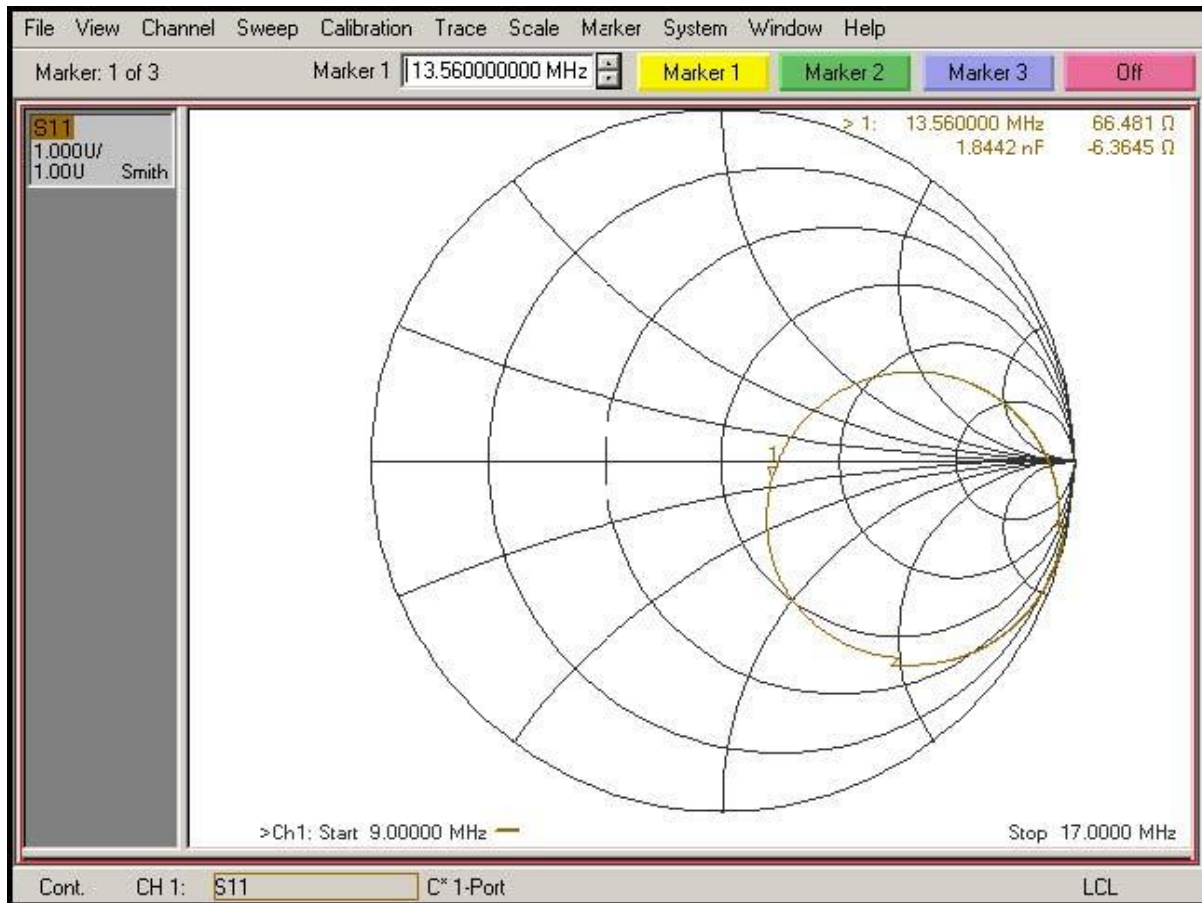 File View Channel Sweep Calibration Trace Scale Marker System Window Help
Marker: 1 of 3 Marker 1 13.560000000 MHz Marker 1 Marker 2 Marker 3 Off
S11
1.000U/
1.00U Smith
> 1: 13.560000 MHz 66.481 Ω
1.8442 nF -6.3645 Ω
1
>Ch1: Start 9.00000 MHz
Stop 17.0000 MHz
Cont. CH 1: S11 C* 1-Port LCL